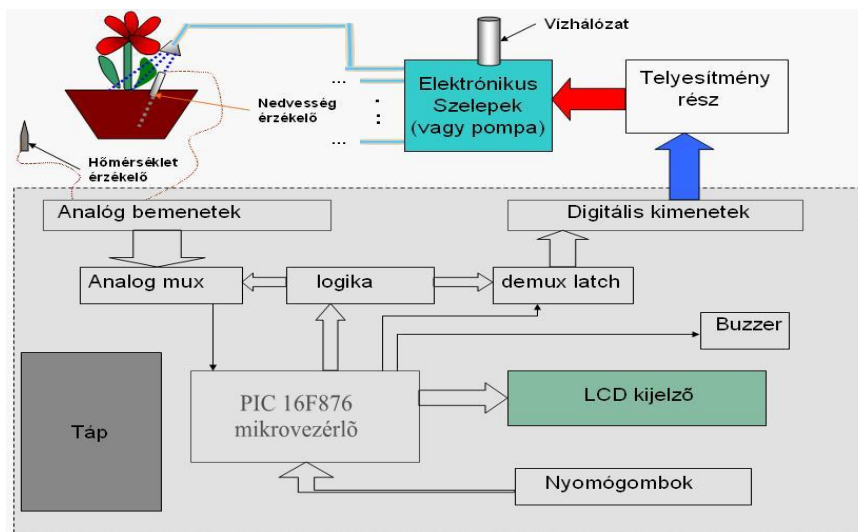 Vízhálózat
Elektrónikus
Szelepek
(vagy pompa)
Telyesítmény
rész
Nedvesség
érzékelő
...
...
Hőmérséklet
érzékelő
Analóg bemenetek
Digitális kimenetek
Analog mux
logika
demux latch
Buzzer
Táp
PIC 16F876
mikrovezérlõ
LCD kijelző
Nyomógombok